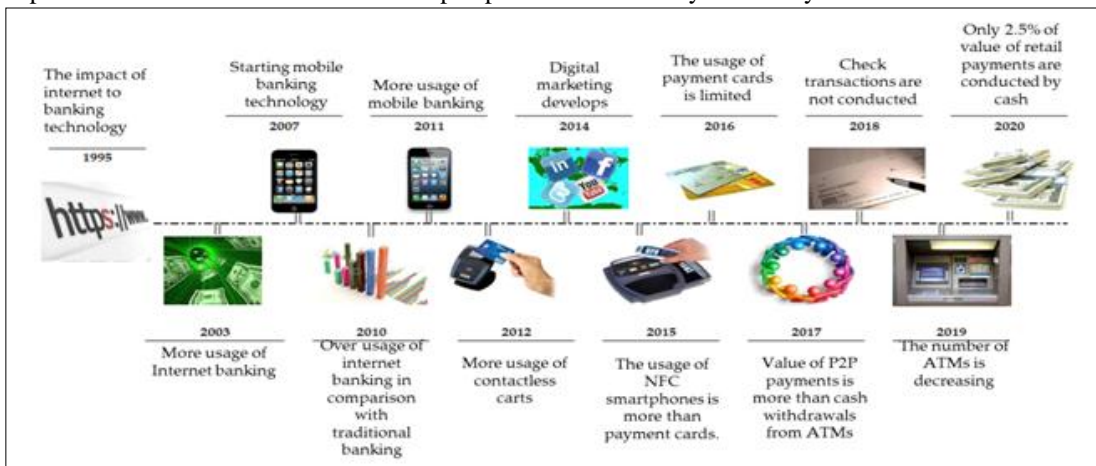 The impact of
internet to
banking
technology
1995
Starting mobile
banking
technology
2007
More usage of
mobile banking
2011
Digital
marketing
develops
2014
The usage of
payment cards
is limited
2016
Check
transactions are
not conducted
2018
Only 2.5% of
value of retail
payments are
conducted by
cash
2020
https://www.
in
f
You
Tube
2003
More usage of
Internet banking
2010
Over usage of
internet
banking in
comparison
with
traditional
banking
2012
More usage of
contactless
carts
2015
The usage of
NFC
smartphones is
more than
payment cards.
2017
Value of P2P
payments is
more than cash
withdrawals
from ATMs
2019
The number of
ATMs is
decreasing